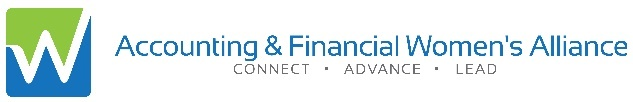 W Accounting & Financial Women's Alliance
CONNECT • ADVANCE • LEAD